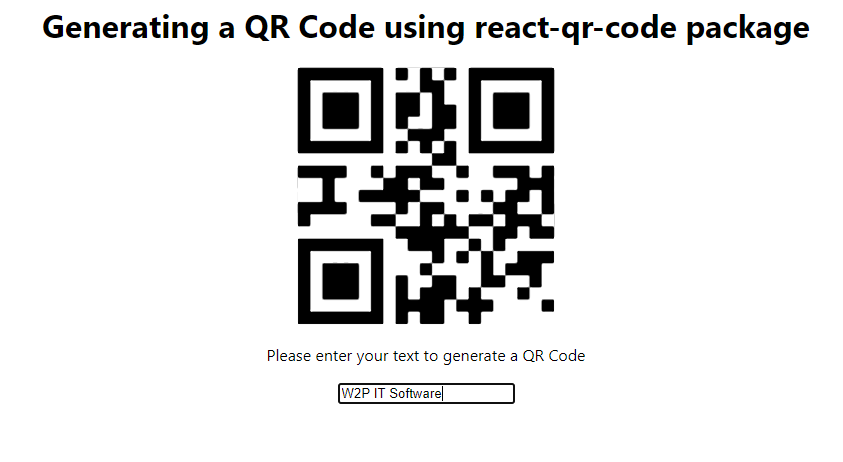 Generating a QR Code using react-qr-code package
Please enter your text to generate a QR Code
W2P IT Software